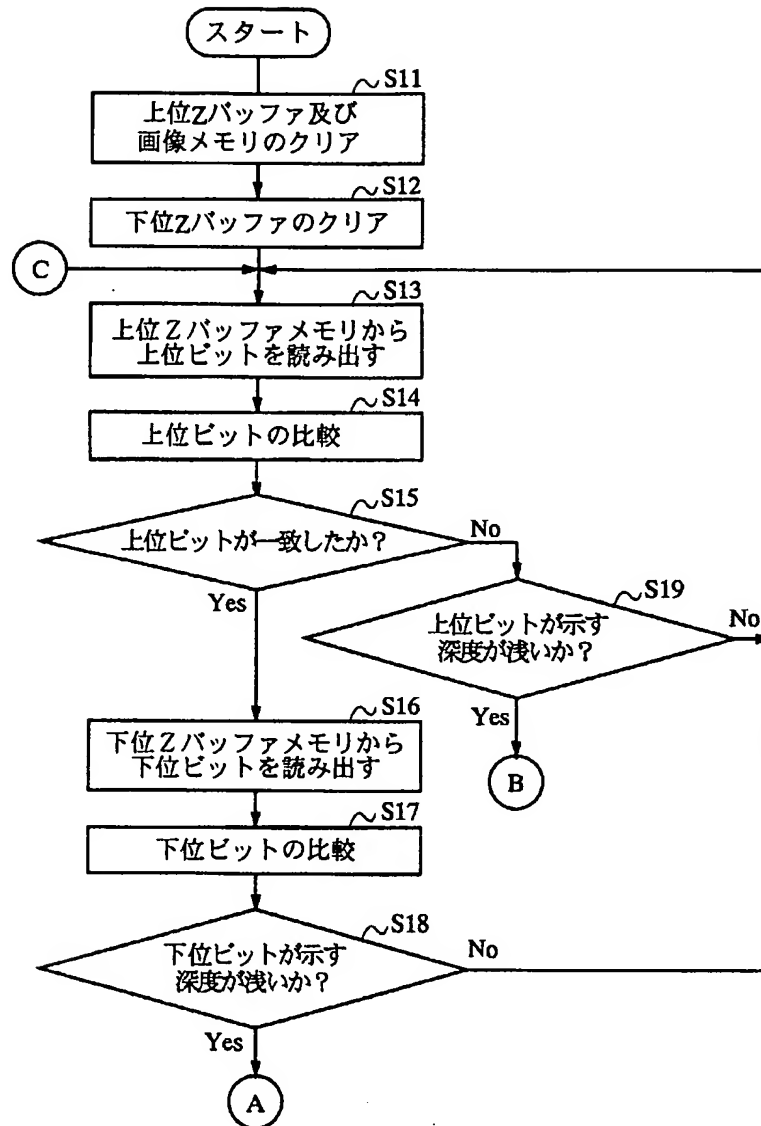 スタート
S11
上位Zバッファ及び
画像メモリのクリア
S12
下位Zバッファのクリア
C
S13
上位Zバッファメモリから
上位ビットを読み出す
S14
上位ビットの比較
S15
上位ビットが一致したか?
No
Yes
S19
上位ビットが示す
深度が浅いか?
No
Yes
B
S16
下位Zバッファメモリから
下位ビットを読み出す
S17
下位ビットの比較
S18
下位ビットが示す
深度が浅いか?
No
Yes
A